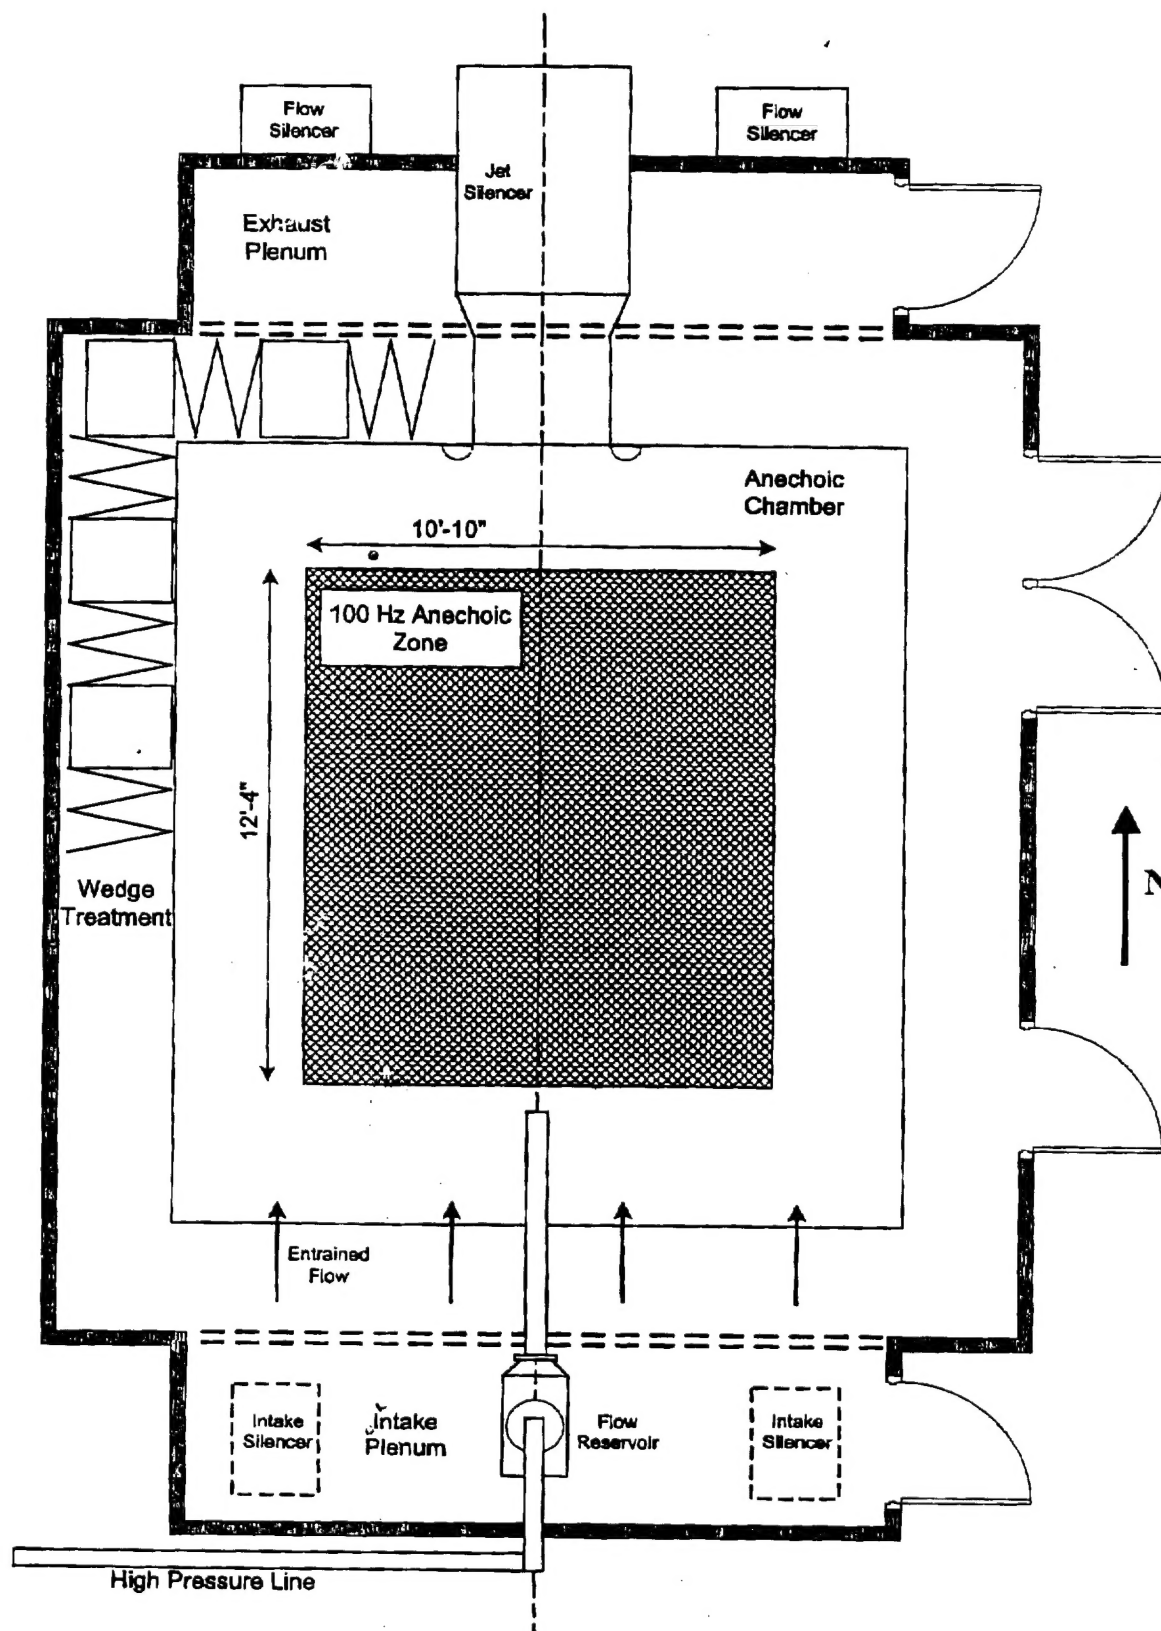 Flow
Silencer
Flow
Silencer
Jet
Silencer
Exhaust
Plenum
Anechoic
Chamber
10'-10"
100 Hz Anechoic
Zone
12'-4"
Wedge
Treatment
N
Entrained
Flow
Intake
Silencer
Intake
Plenum
Flow
Reservoir
Intake
Silencer
High Pressure Line